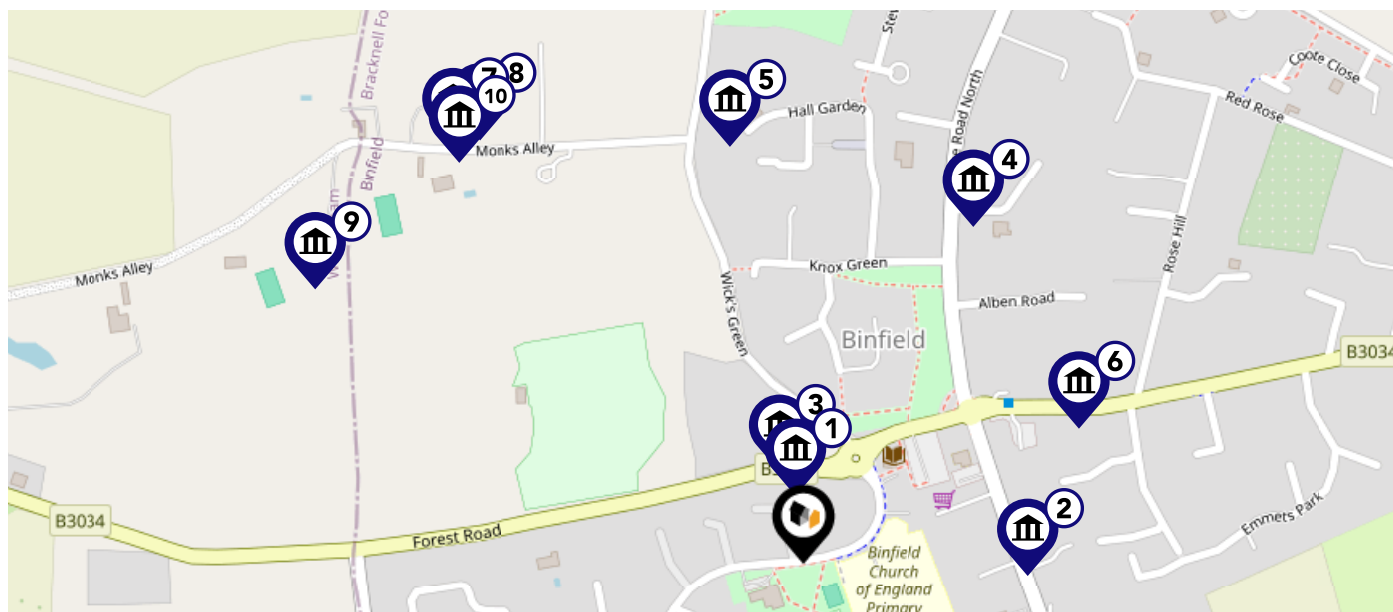 Bracknell Fo
Stev
Coote Close
7
8
10
5
Hall Garden
Red Rose
e Road North
Monks Alley
Binfield
4
9
Rose Hill
Monks Alley
Knox Green
Wick's Green
Alben Road
Binfield
B3034
6
3
1
B3034
Forest Road
2
Emmets Park
Binfield
Church
of England
Primary